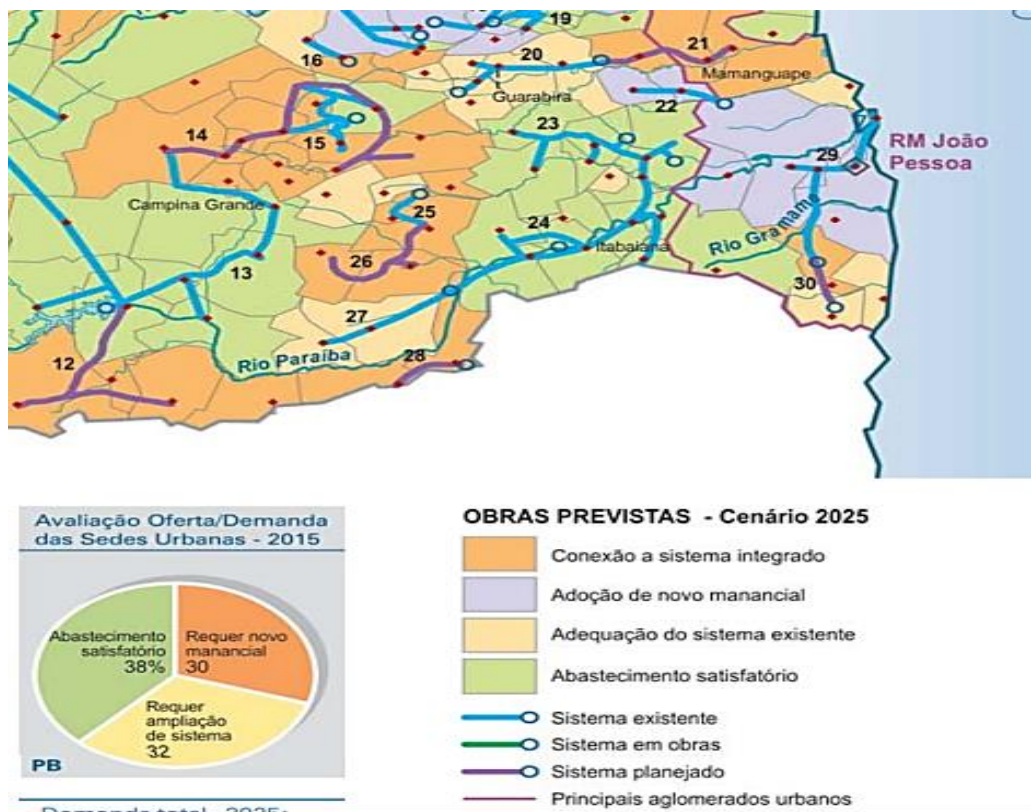 19
16
20
21
Mamanguape
Guarabira
22
14
15
23
29
RM João
Pessoa
Campina Grande
25
24
Rio Gramame
Itabaiana
13
26
30
27
Rio Paraíba
12
28
Avaliação Oferta/Demanda
das Sedes Urbanas - 2015
Abastecimento
satisfatório
38%
Requer novo
manancial
30
Requer
ampliação
de sistema
32
PB
Demanda total 2025:
OBRAS PREVISTAS - Cenário 2025
Conexão a sistema integrado
Adoção de novo manancial
Adequação do sistema existente
Abastecimento satisfatório
Sistema existente
Sistema em obras
Sistema planejado
Principais aglomerados urbanos